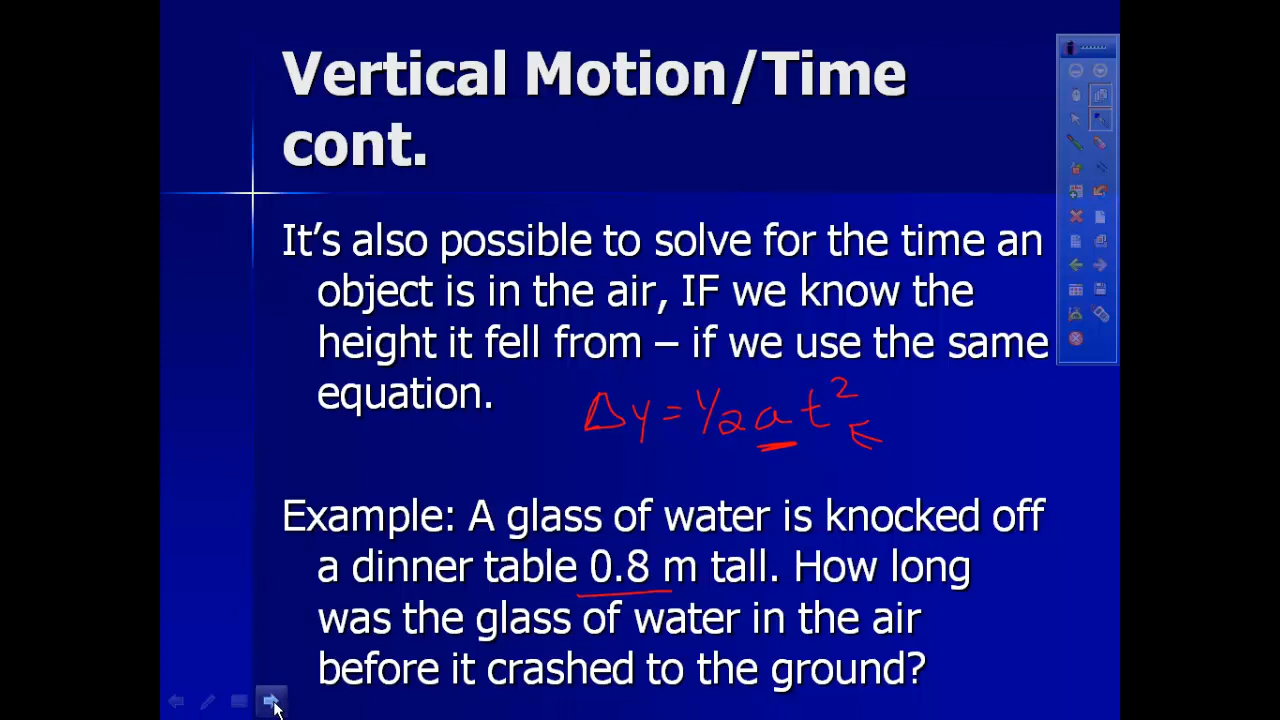 Vertical Motion/Time
cont.
It's also possible to solve for the time an
object is in the air, IF we know the
height it fell from – if we use the same
equation.
Δy = 1/2 a t²
Example: A glass of water is knocked off
a dinner table 0.8 m tall. How long
was the glass of water in the air
before it crashed to the ground?